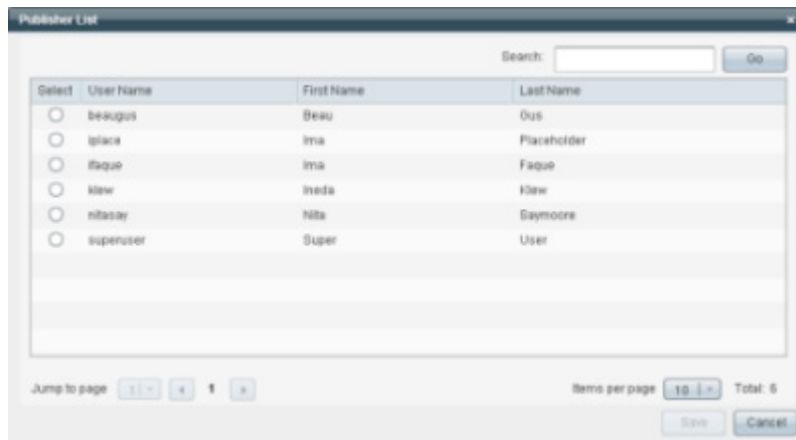 Publisher List
Search: Go
Select User Name First Name Last Name
beaugus Beau Gus
iplace Ima Placeholder
ifaque Ima Faque
klew Ineda Klew
nitasay Nita Saymoore
superuser Super User
Jump to page 1 1 Items per page 10 Total: 6
Save Cancel